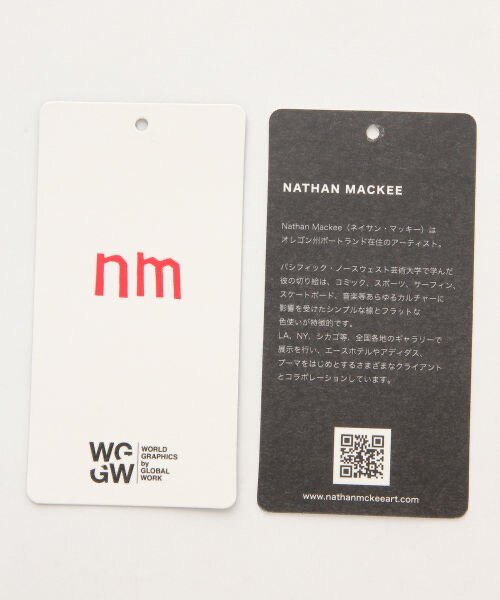 nm
WG
GW
WORLD
GRAPHICS
by
GLOBAL
WORK
NATHAN MACKEE
Nathan Mackee（ネイサン・マッキー）は
オレゴン州ポートランド在住のアーティスト。
パシフィック・ノースウェスト芸術大学で学んだ
彼の切り絵は、コミック、スポーツ、サーフィン、
スケートボード、音楽等あらゆるカルチャーに
影響を受けたシンプルな線とフラットな
色使いが特徴的です。
LA、NY、シカゴ等、全国各地のギャラリーで
展示を行い、エースホテルやアディダス、
プーマをはじめとするさまざまなクライアント
とコラボレーションしています。
www.nathanmckeeart.com